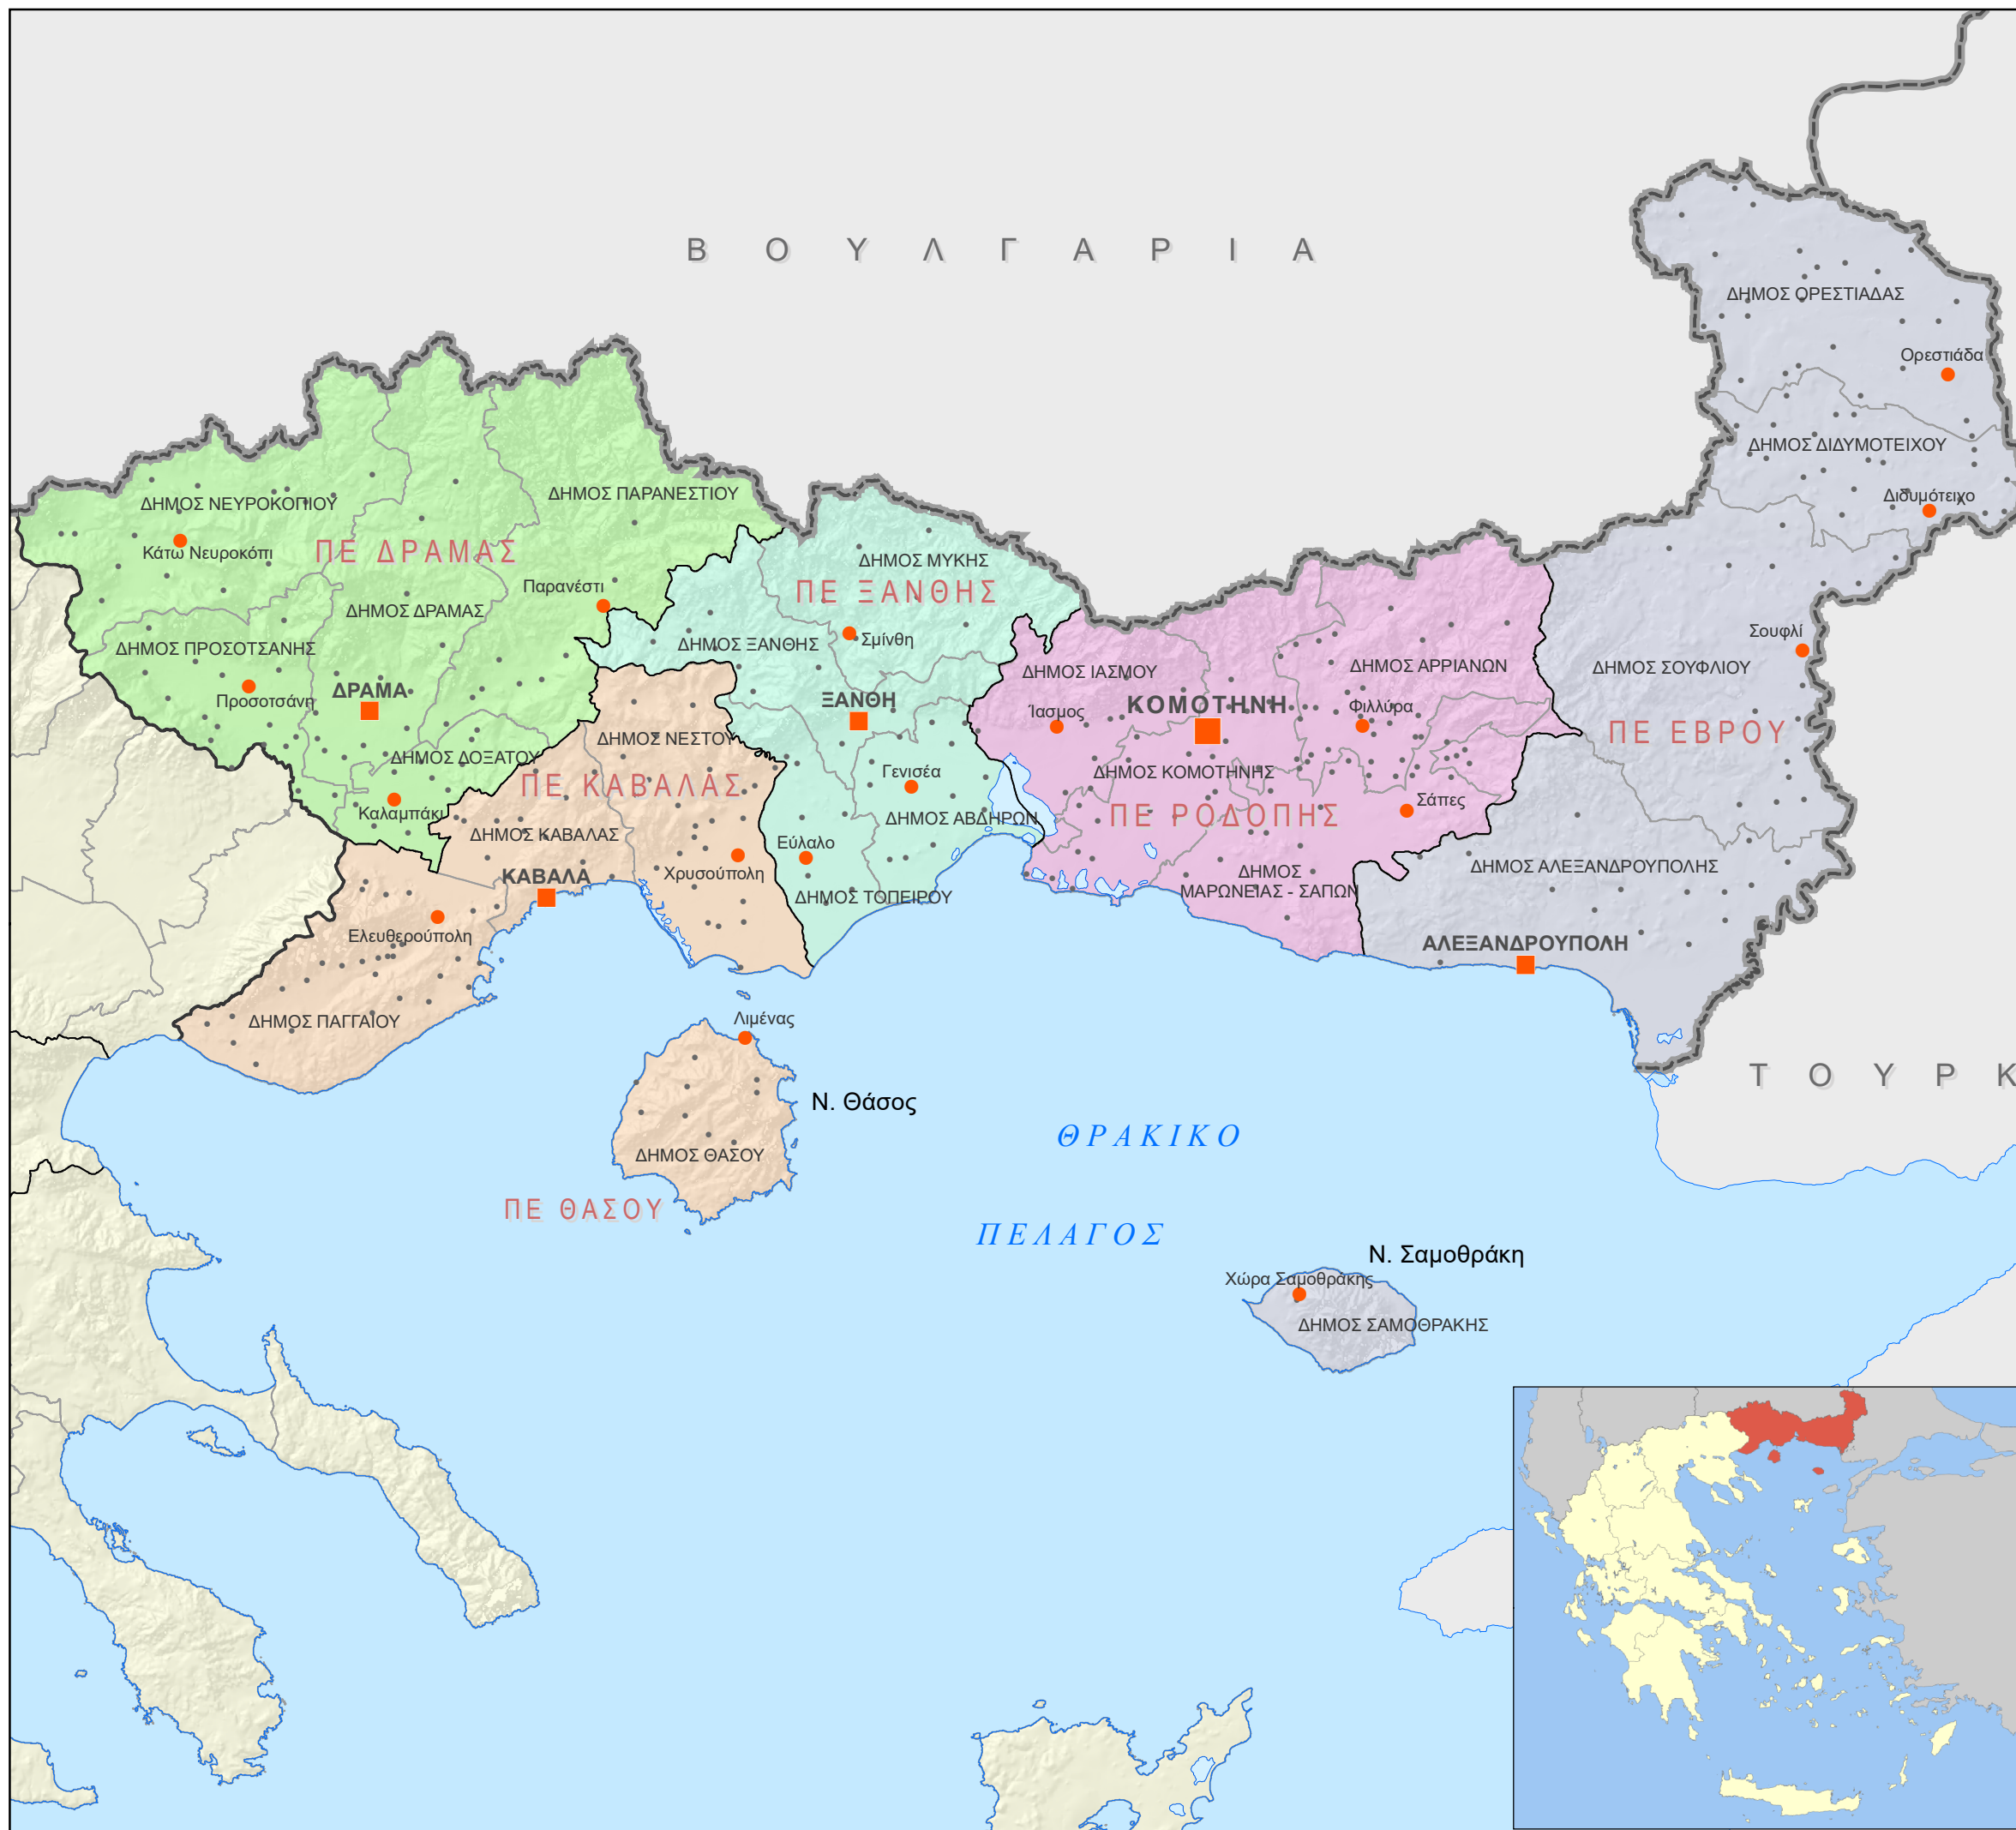 ΒΟΥΛΓΑΡΙΑ
ΔΗΜΟΣ ΟΡΕΣΤΙΑΔΑΣ
Ορεστιάδα
ΔΗΜΟΣ ΔΙΔΥΜΟΤΕΙΧΟΥ
Διδυμότειχο
ΔΗΜΟΣ ΝΕΥΡΟΚΟΠΙΟΥ
ΔΗΜΟΣ ΠΑΡΑΝΕΣΤΙΟΥ
Κάτω Νευροκόπι
ΠΕ ΔΡΑΜΑΣ
ΔΗΜΟΣ ΜΥΚΗΣ
ΠΕ ΞΑΝΘΗΣ
Παρανέστι
ΔΗΜΟΣ ΔΡΑΜΑΣ
ΔΗΜΟΣ ΠΡΟΣΟΤΣΑΝΗΣ
ΔΗΜΟΣ ΞΑΝΘΗΣ
Σμίνθη
Σουφλί
ΔΗΜΟΣ ΙΑΣΜΟΥ
ΔΗΜΟΣ ΑΡΡΙΑΝΩΝ
ΔΗΜΟΣ ΣΟΥΦΛΙΟΥ
Προσοτσάνη
ΔΡΑΜΑ
ΞΑΝΘΗ
Ίασμος
ΚΟΜΟΤΗΝΗ
Φιλλύρα
ΠΕ ΕΒΡΟΥ
ΔΗΜΟΣ ΝΕΣΤΟΥ
ΔΗΜΟΣ ΔΟΞΑΤΟΥ
Γενισέα
ΔΗΜΟΣ ΚΟΜΟΤΗΝΗΣ
ΠΕ ΚΑΒΑΛΑΣ
Καλαμπάκι
Σάπες
ΔΗΜΟΣ ΑΒΔΗΡΩΝ
ΠΕ ΡΟΔΟΠΗΣ
ΔΗΜΟΣ ΚΑΒΑΛΑΣ
Εύλαλο
ΔΗΜΟΣ ΑΛΕΞΑΝΔΡΟΥΠΟΛΗΣ
ΚΑΒΑΛΑ
Χρυσούπολη
ΔΗΜΟΣ
ΜΑΡΩΝΕΙΑΣ - ΣΑΠΩΝ
ΔΗΜΟΣ ΤΟΠΕΙΡΟΥ
Ελευθερούπολη
ΑΛΕΞΑΝΔΡΟΥΠΟΛΗ
ΔΗΜΟΣ ΠΑΓΓΑΙΟΥ
Λιμένας
ΤΟΥΡΚ
Ν. Θάσος
ΘΡΑΚΙΚΟ
ΔΗΜΟΣ ΘΑΣΟΥ
ΠΕ ΘΑΣΟΥ
ΠΕΛΑΓΟΣ
Ν. Σαμοθράκη
Χώρα Σαμοθράκης
ΔΗΜΟΣ ΣΑΜΟΘΡΑΚΗΣ